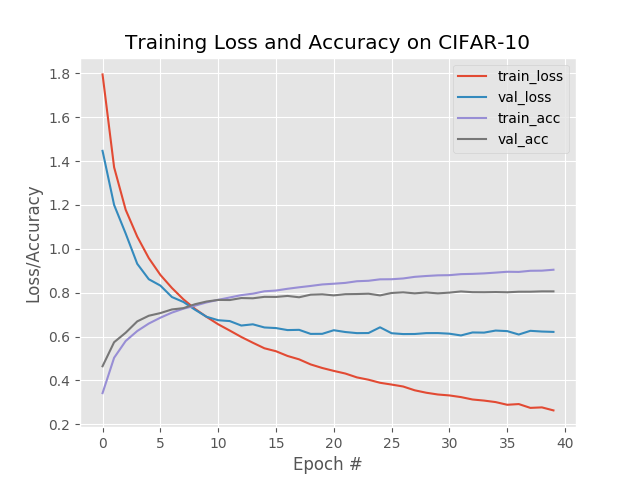 Training Loss and Accuracy on CIFAR-10
train_loss
val_loss
train_acc
val_acc
Loss/Accuracy
1.8
1.6
1.4
1.2
1.0
0.8
0.6
0.4
0.2
0 5 10 15 20 25 30 35 40
Epoch #